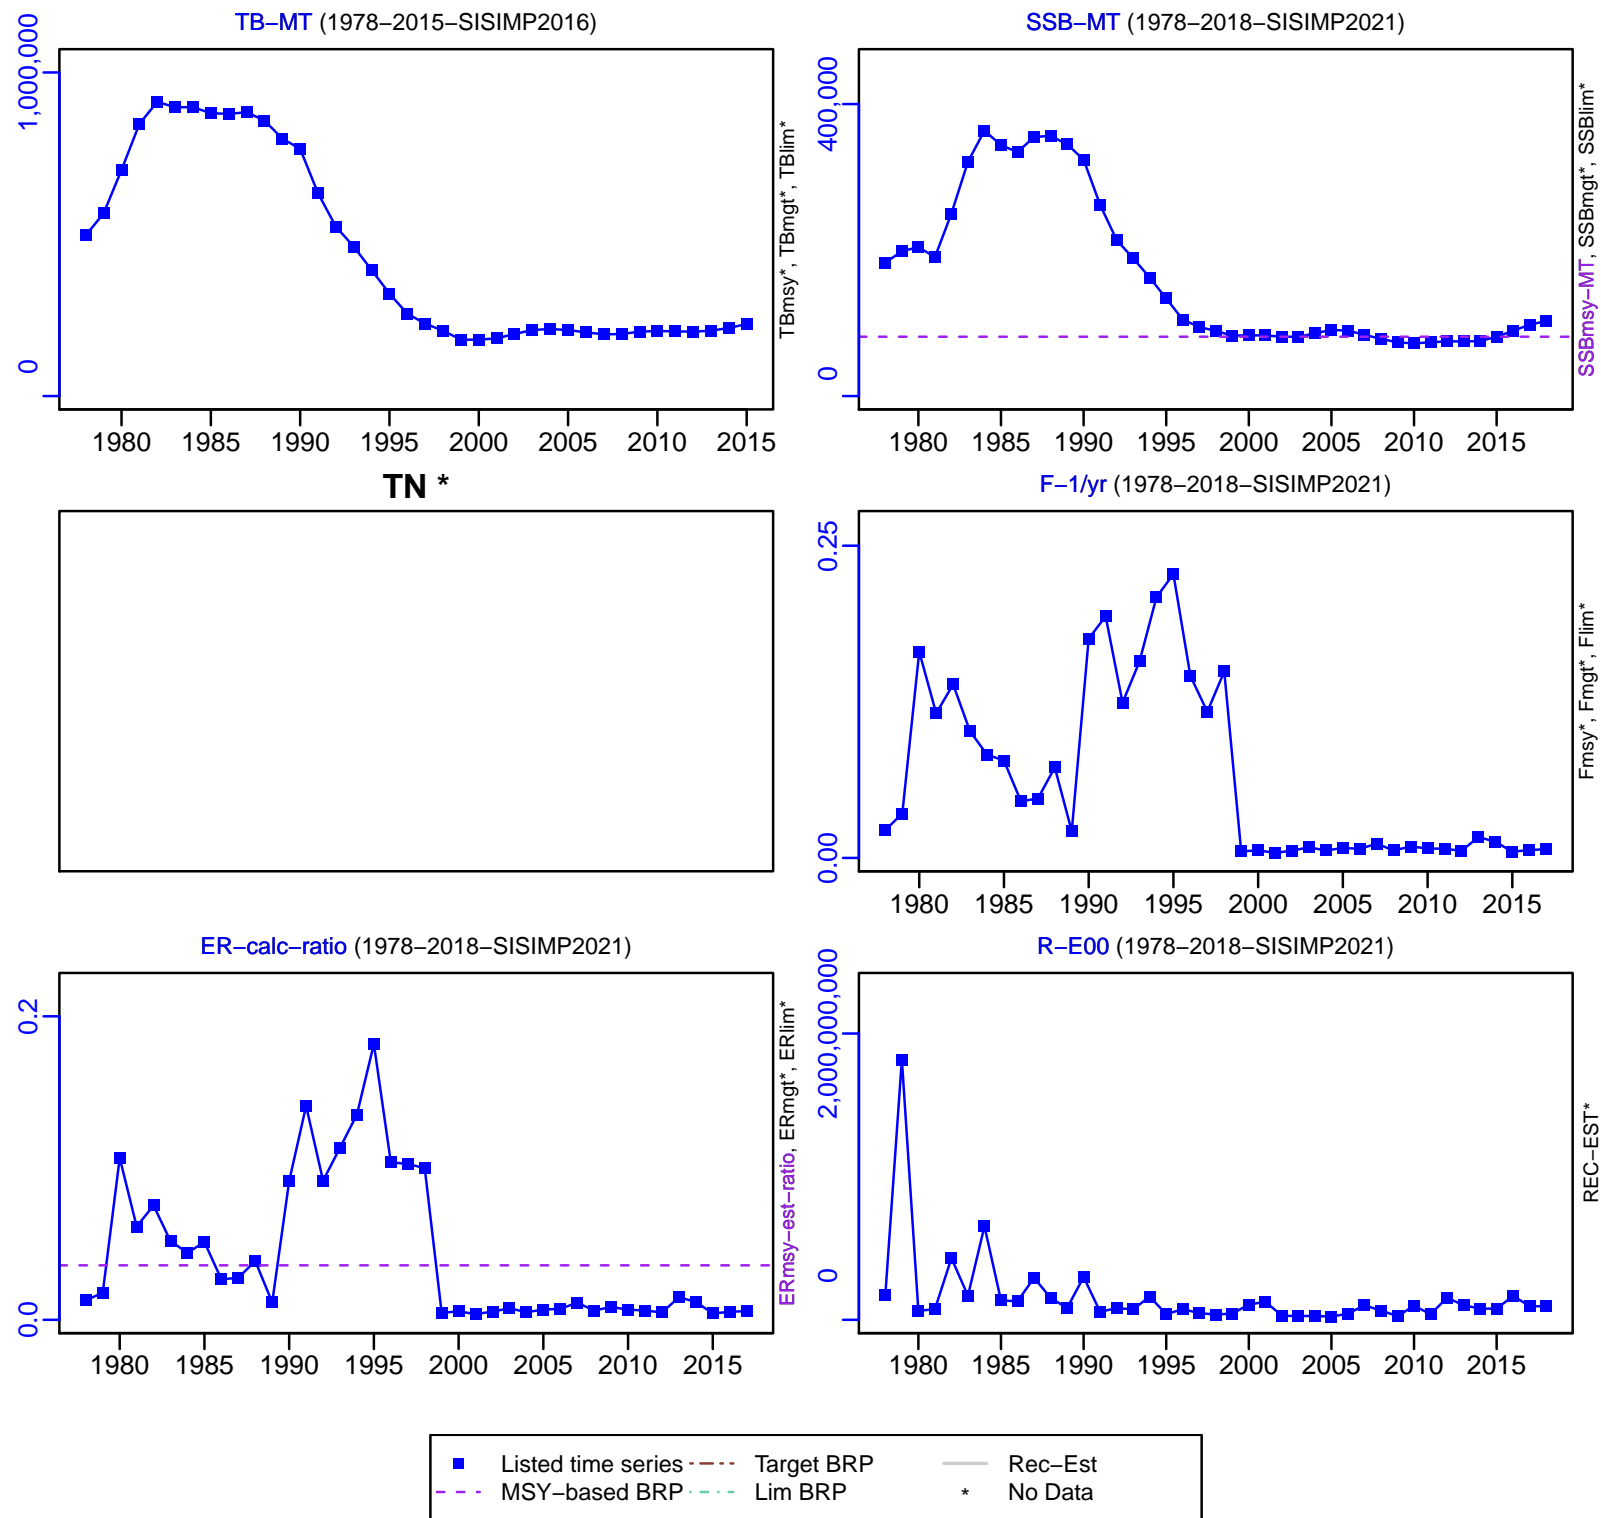 TB−MT (1978−2015−SISIMP2016)
1,000,000
0
1980 1985 1990 1995 2000 2005 2010 2015
TBmsy*, TBmgt*, TBlim*
SSB−MT (1978−2018−SISIMP2021)
400,000
0
1980 1985 1990 1995 2000 2005 2010 2015
SSBmsy−MT, SSBmgt*, SSBlim*
TN *
F−1/yr (1978−2018−SISIMP2021)
0.25
0.00
1980 1985 1990 1995 2000 2005 2010 2015
Fmsy*, Fmgt*, Flim*
ER−calc−ratio (1978−2018−SISIMP2021)
0.2
0.0
1980 1985 1990 1995 2000 2005 2010 2015
ERmsy−est−ratio, ERmgt*, ERlim*
R−E00 (1978−2018−SISIMP2021)
2,000,000
0
1980 1985 1990 1995 2000 2005 2010 2015
REC−EST*
Listed time series Target BRP Rec−Est
MSY−based BRP Lim BRP * No Data